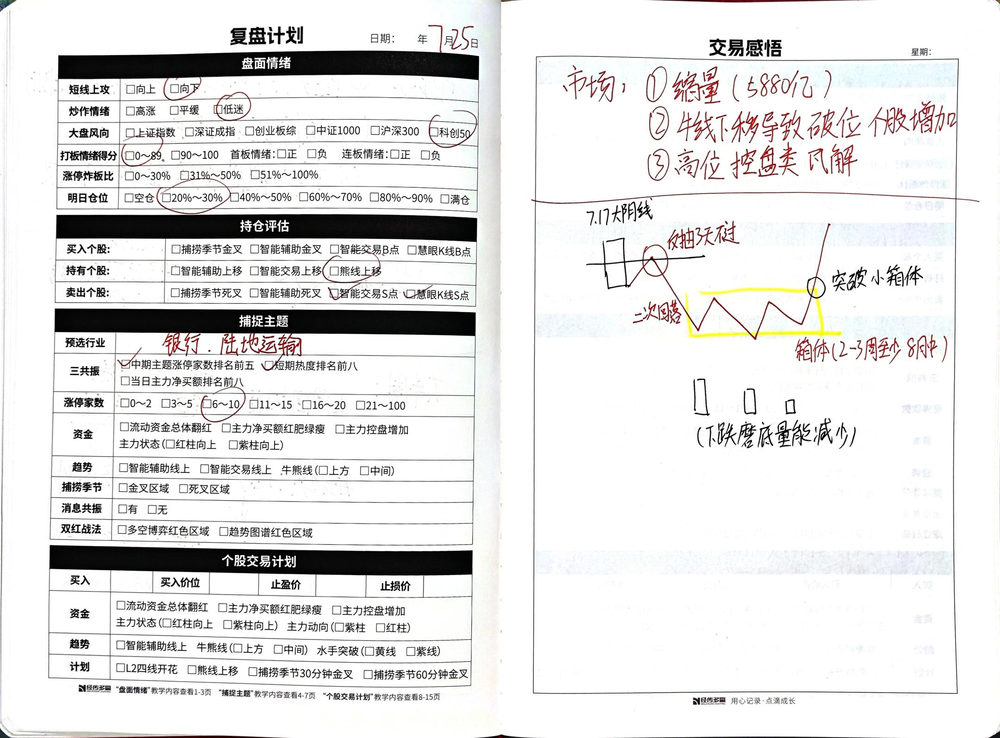 复盘计划
日期: 年7月25日
盘面情绪
短线上攻 □向上 □向下
炒作情绪 □高涨 □平缓 □低迷
大盘风向 □上证指数 □深证成指 □创业板综 □中证1000 □沪深300 □科创50
打板情绪得分 □0～89 □90～100 首板情绪:□正 □负 连板情绪:□正 □负
涨停炸板比 □0～30% □31%～50% □51%～100%
明日仓位 □空仓 □20%～30% □40%～50% □60%～70% □80%～90% □满仓
持仓评估
买入个股: □捕捞季节金叉 □智能辅助金叉 □智能交易B点 □慧眼K线B点
持有个股: □智能辅助上移 □智能交易上移 □熊线上移
卖出个股: □捕捞季节死叉 □智能辅助死叉 □智能交易S点 □慧眼K线S点
捕捉主题
预选行业 银行.陆地运输
三共振 □中期主题涨停家数排名前五 □短期热度排名前八
□当日主力净买额排名前八
涨停家数 □0～2 □3～5 □6～10 □11～15 □16～20 □21～100
资金 □流动资金总体翻红 □主力净买额红肥绿瘦 □主力控盘增加
主力状态(□红柱向上 □紫柱向上)
趋势 □智能辅助线上 □智能交易线上 牛熊线(□上方 □中间)
捕捞季节 □金叉区域 □死叉区域
消息共振 □有 □无
双红战法 □多空博弈红色区域 □趋势图谱红色区域
个股交易计划
买入 买入价位 止盈价 止损价
资金 □流动资金总体翻红 □主力净买额红肥绿瘦 □主力控盘增加
主力状态(□红柱向上 □紫柱向上) 主力动向(□紫柱 □红柱)
趋势 □智能辅助线上 牛熊线(□上方 □中间) 水手突破(□黄线 □紫线)
计划 □L2四线开花 □熊线上移 □捕捞季节30分钟金叉 □捕捞季节60分钟金叉
经传多赢 JINGZHUAN DUOYING “盘面情绪”教学内容查看1-3页 “捕捉主题”教学内容查看4-7页 “个股交易计划”教学内容查看8-15页
交易感悟
星期:
市场, ①缩量(5880亿)
②牛线下移导致破位个股增加
③高位控盘类瓦解
7.17大阴线
反抽3天不过
突破小箱体
二次回落
箱体(2-3周至少8月中)
(下跌磨底量能减少)
经传多赢 JINGZHUAN DUOYING 用心记录·点滴成长